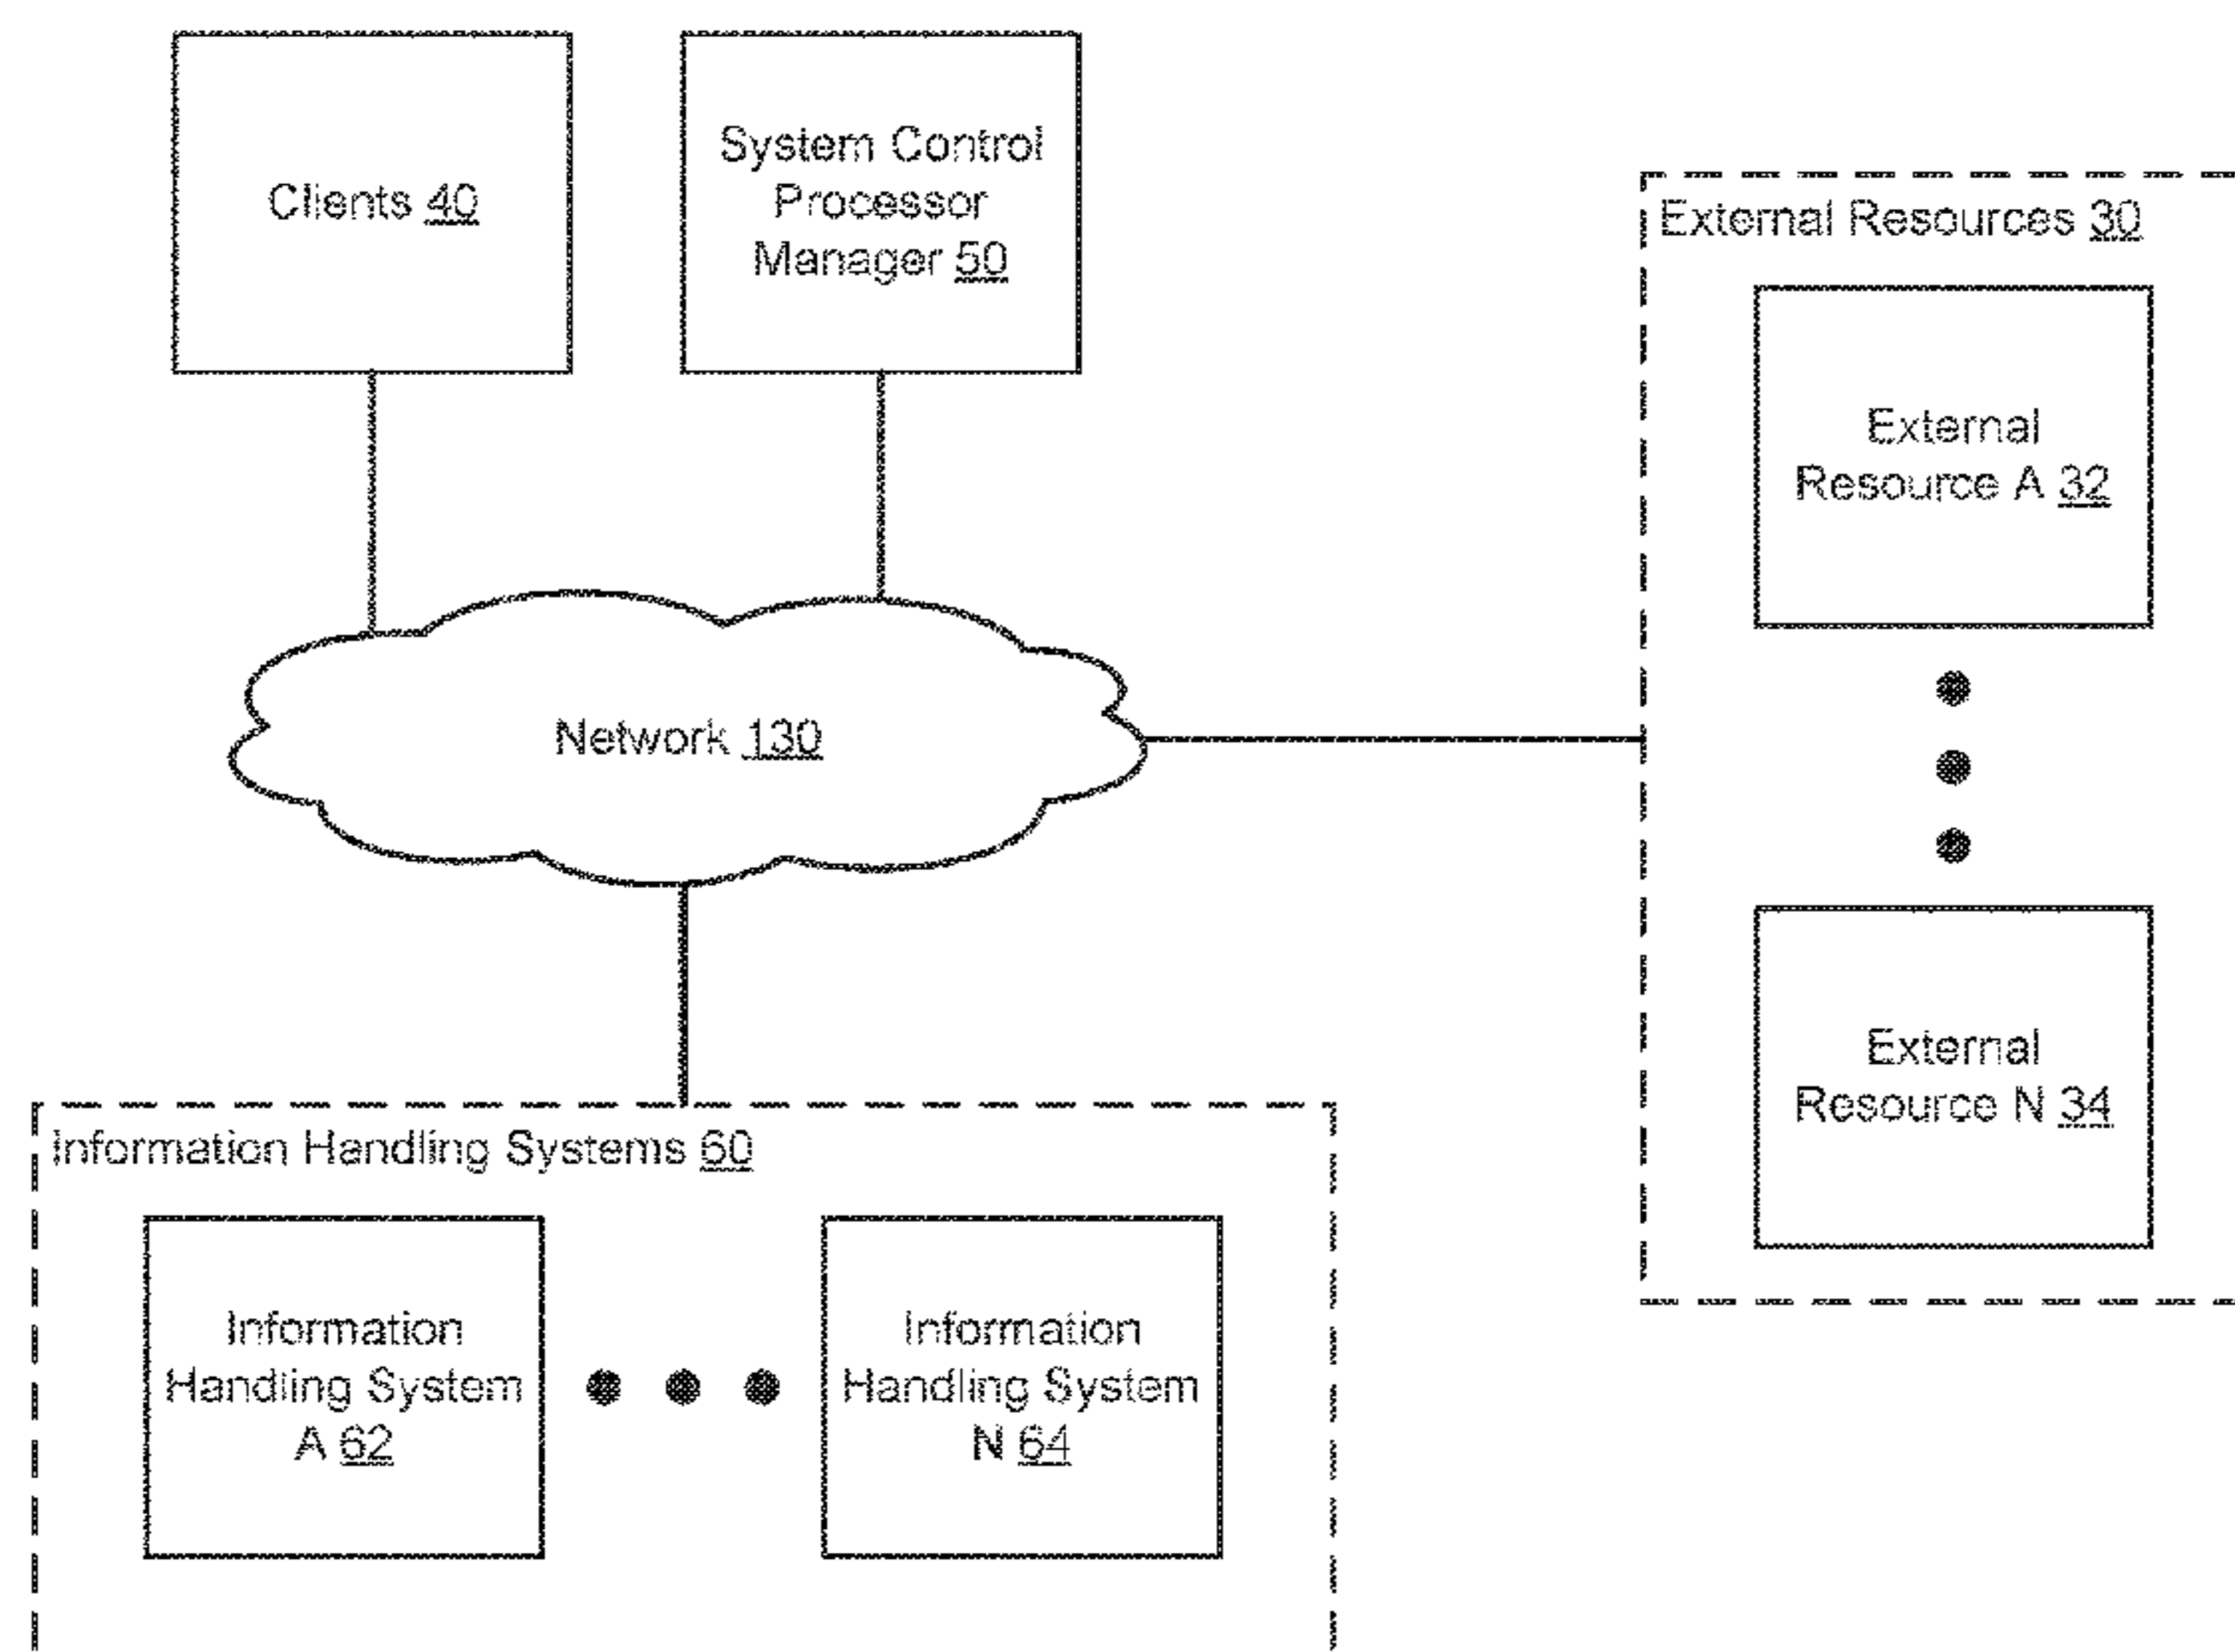 Clients 40
System Control
Processor
Manager 50
External Resources 30
External
Resource A 32
Network 130
External
Resource N 34
Information Handling Systems 60
Information
Handling System
A 62
Information
Handling System
N 64